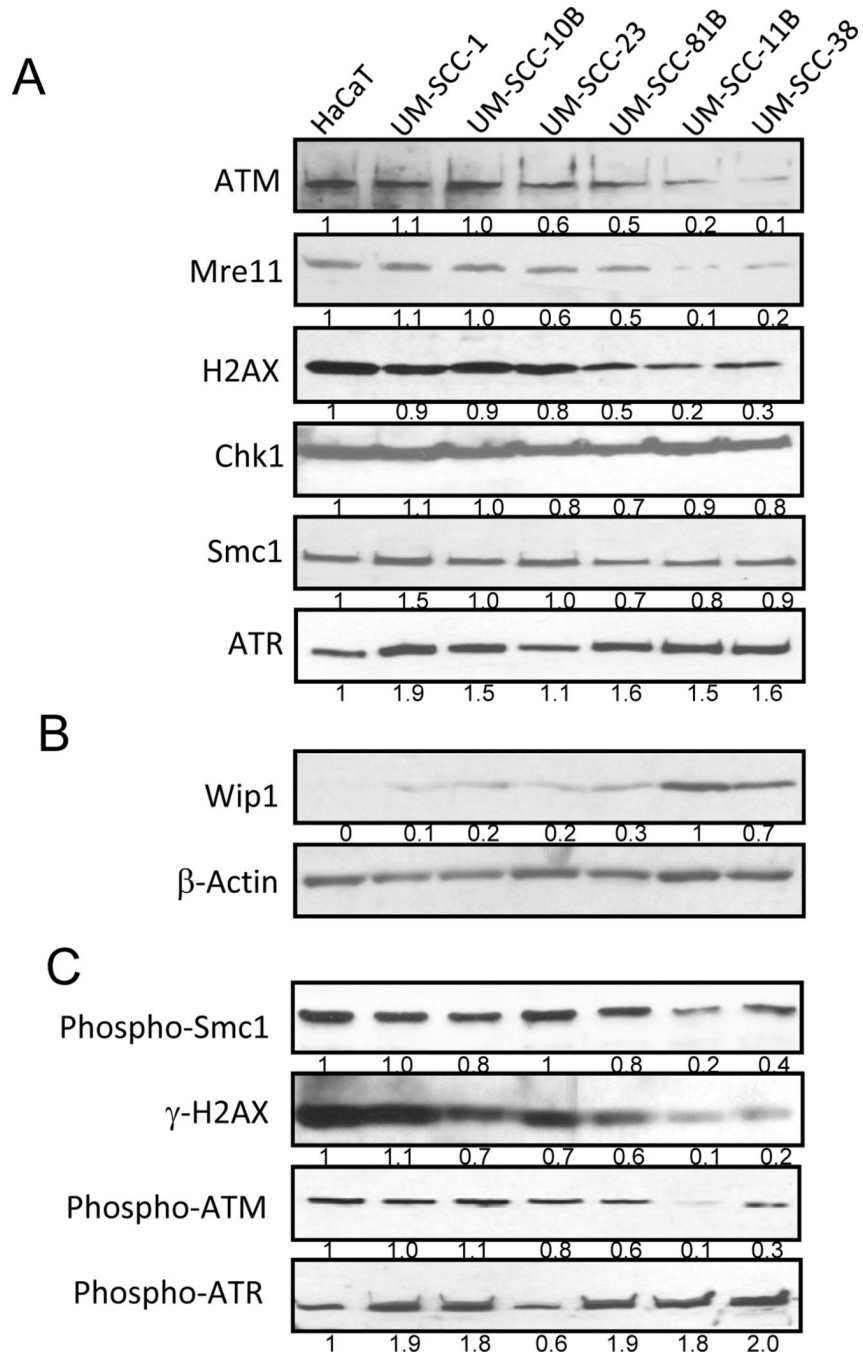 A
HaCaT UM-SCC-1 UM-SCC-10B UM-SCC-23 UM-SCC-81B UM-SCC-11B UM-SCC-38
ATM
1 1.1 1.0 0.6 0.5 0.2 0.1
Mre11
1 1.1 1.0 0.6 0.5 0.1 0.2
H2AX
1 0.9 0.9 0.8 0.5 0.2 0.3
Chk1
1 1.1 1.0 0.8 0.7 0.9 0.8
Smc1
1 1.5 1.0 1.0 0.7 0.8 0.9
ATR
1 1.9 1.5 1.1 1.6 1.5 1.6
B
Wip1
0 0.1 0.2 0.2 0.3 1 0.7
β-Actin
C
Phospho-Smc1
1 1.0 0.8 1 0.8 0.2 0.4
γ-H2AX
1 1.1 0.7 0.7 0.6 0.1 0.2
Phospho-ATM
1 1.0 1.1 0.8 0.6 0.1 0.3
Phospho-ATR
1 1.9 1.8 0.6 1.9 1.8 2.0